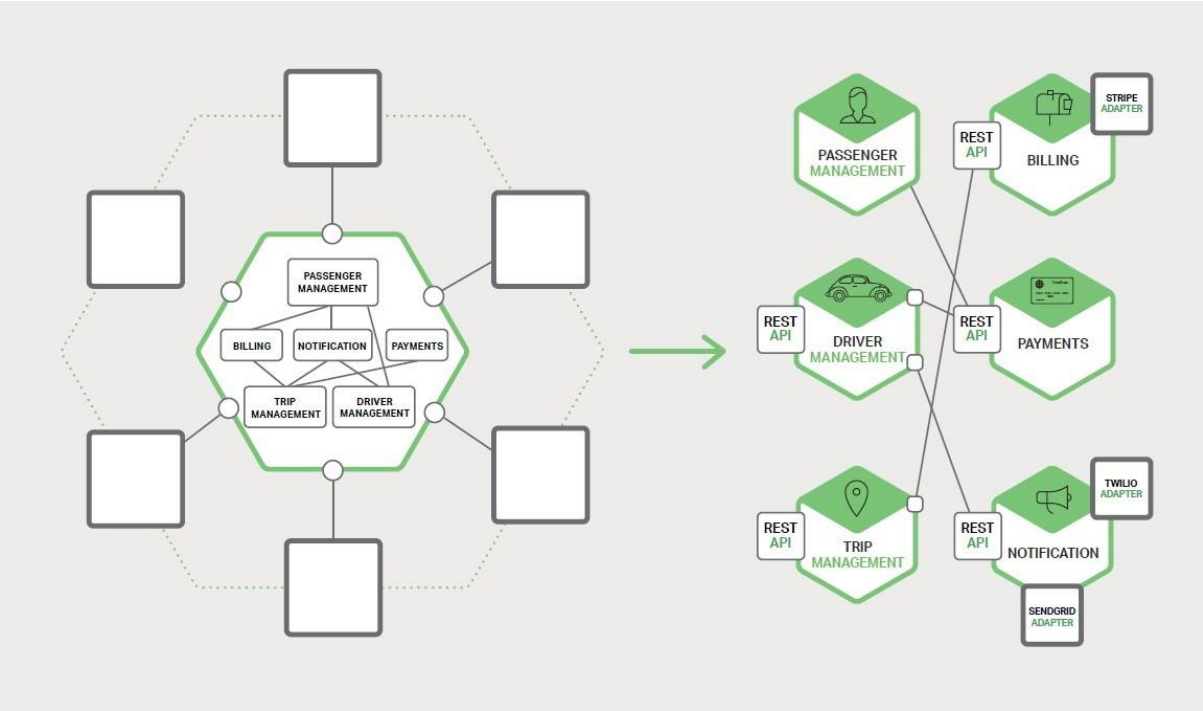 PASSENGER
MANAGEMENT
BILLING
NOTIFICATION
PAYMENTS
TRIP
MANAGEMENT
DRIVER
MANAGEMENT
PASSENGER
MANAGEMENT
REST
API
BILLING
STRIPE
ADAPTER
REST
API
DRIVER
MANAGEMENT
REST
API
PAYMENTS
REST
API
TRIP
MANAGEMENT
REST
API
NOTIFICATION
TWILIO
ADAPTER
SENDGRID
ADAPTER